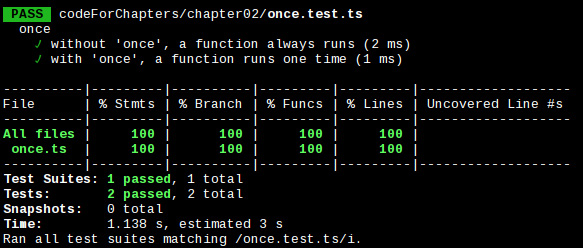 PASS codeForChapters/chapter02/once.test.ts
once
✓ without 'once', a function always runs (2 ms)
✓ with 'once', a function runs one time (1 ms)
----------|---------|----------|---------|---------|-------------------
File      | % Stmts | % Branch | % Funcs | % Lines | Uncovered Line #s
----------|---------|----------|---------|---------|-------------------
All files |     100 |      100 |     100 |     100 |
 once.ts  |     100 |      100 |     100 |     100 |
----------|---------|----------|---------|---------|-------------------
Test Suites: 1 passed, 1 total
Tests:       2 passed, 2 total
Snapshots:   0 total
Time:        1.138 s, estimated 3 s
Ran all test suites matching /once.test.ts/i.